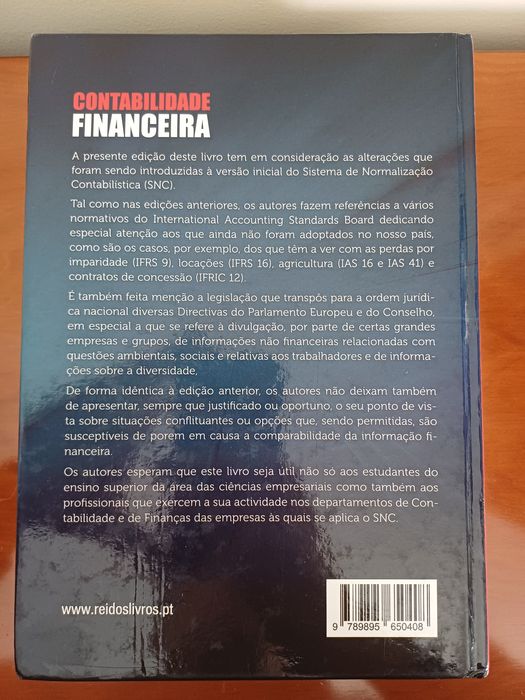 CONTABILIDADE
FINANCEIRA
A presente edição deste livro tem em consideração as alterações que
foram sendo introduzidas à versão inicial do Sistema de Normalização
Contabilística (SNC).
Tal como nas edições anteriores, os autores fazem referências a vários
normativos do International Accounting Standards Board dedicando
especial atenção aos que ainda não foram adoptados no nosso país,
como são os casos, por exemplo, dos que têm a ver com as perdas por
imparidade (IFRS 9), locações (IFRS 16), agricultura (IAS 16 e IAS 41) e
contratos de concessão (IFRIC 12).
É também feita menção a legislação que transpôs para a ordem jurídi-
ca nacional diversas Directivas do Parlamento Europeu e do Conselho,
em especial a que se refere à divulgação, por parte de certas grandes
empresas e grupos, de informações não financeiras relacionadas com
questões ambientais, sociais e relativas aos trabalhadores e de informa-
ções sobre a diversidade.
De forma idêntica à edição anterior, os autores não deixam também
de apresentar, sempre que justificado ou oportuno, o seu ponto de vis-
ta sobre situações conflituantes ou opções que, sendo permitidas, são
susceptíveis de porem em causa a comparabilidade da informação fi-
nanceira.
Os autores esperam que este livro seja útil não só aos estudantes do
ensino superior da área das ciências empresariais como também aos
profissionais que exercem a sua actividade nos departamentos de Con-
tabilidade e de Finanças das empresas às quais se aplica o SNC.
www.reidoslivros.pt
9 789895 650408